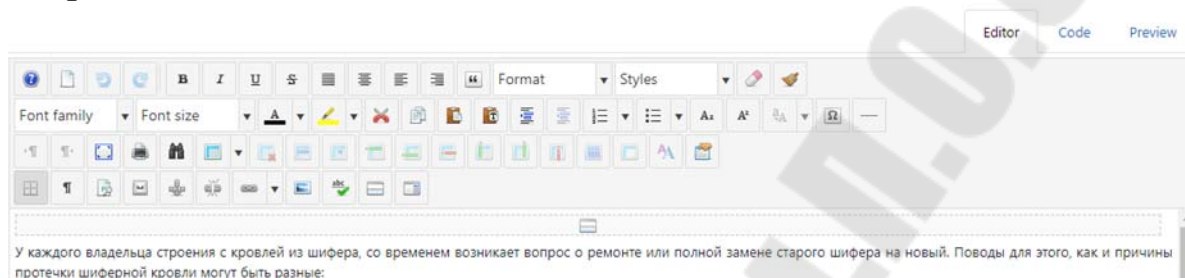 Editor Code Preview
B I U S Format Styles
Font family Font size A
У каждого владельца строения с кровлей из шифера, со временем возникает вопрос о ремонте или полной замене старого шифера на новый. Поводы для этого, как и причины
протечки шиферной кровли могут быть разные: